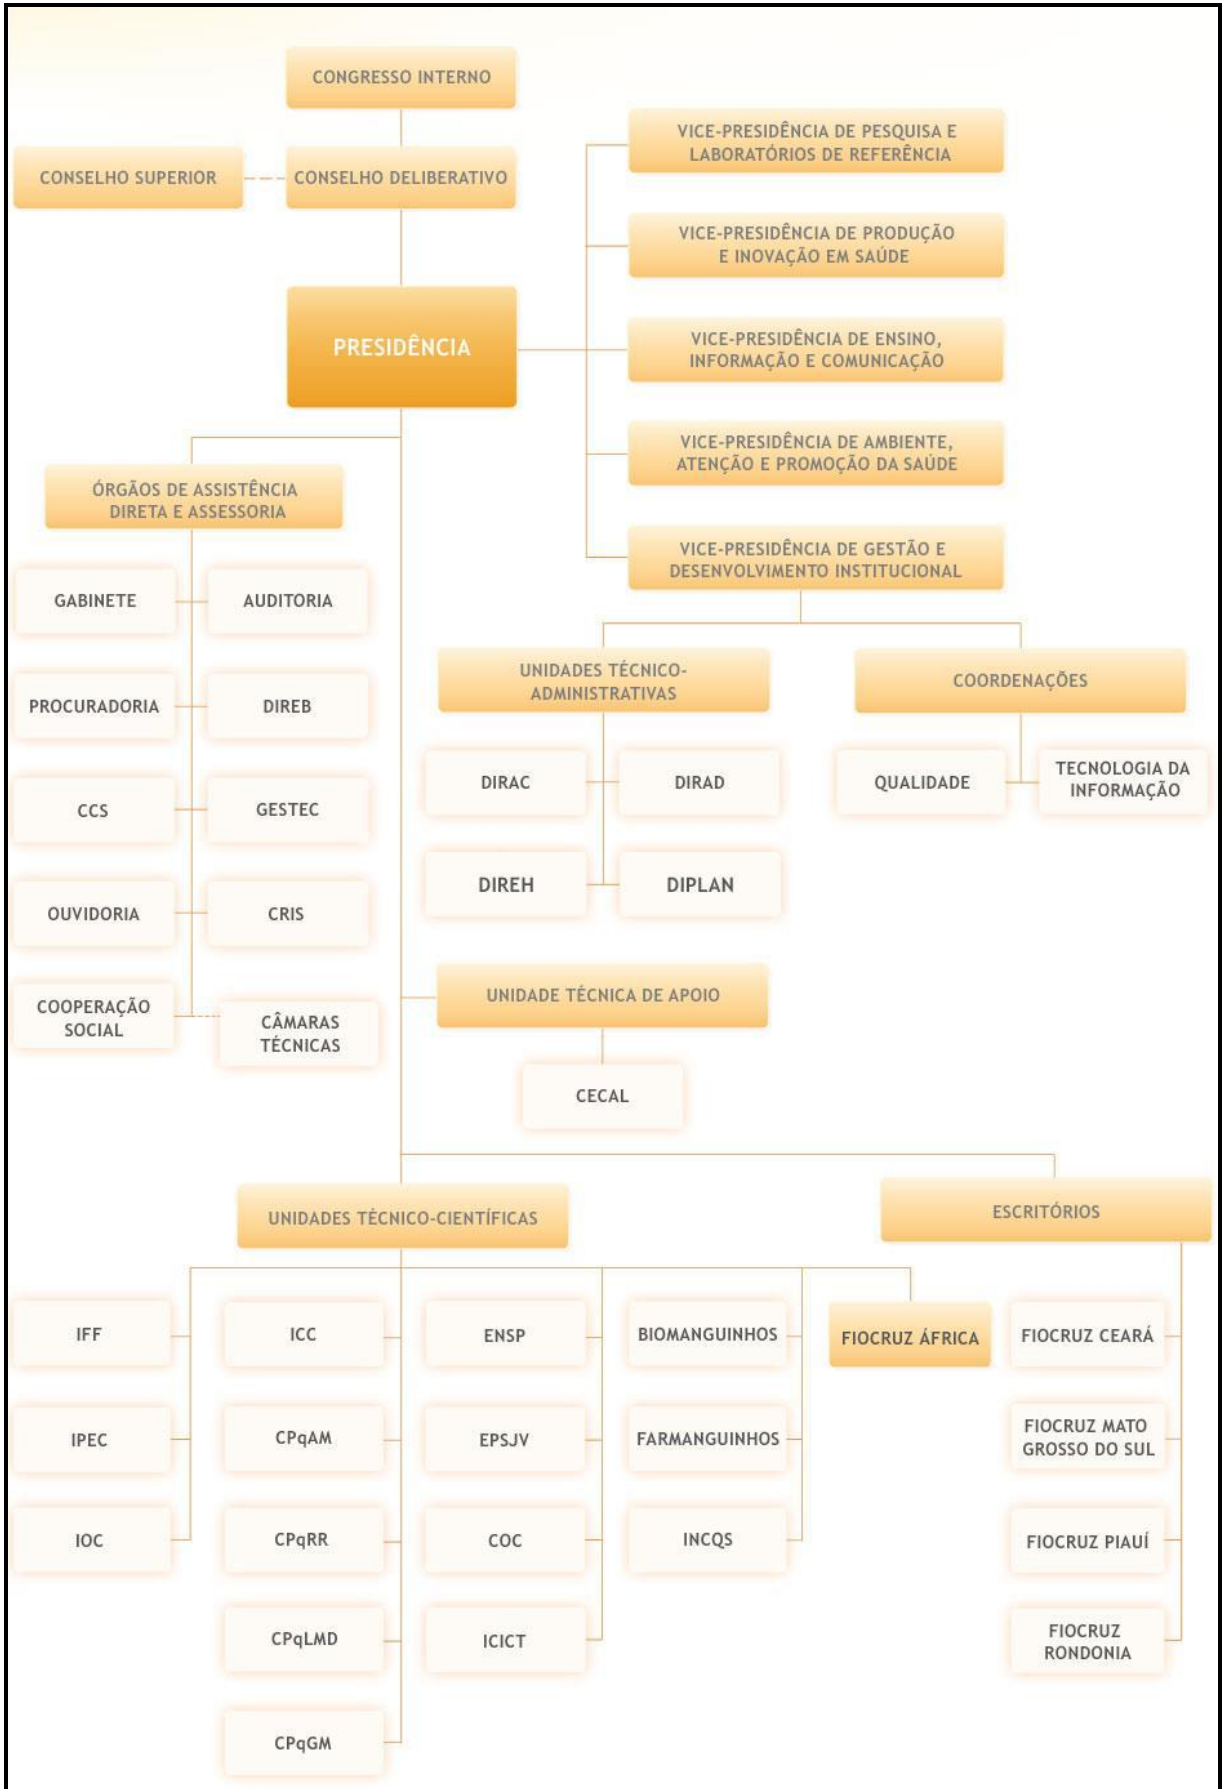 CONGRESSO INTERNO
CONSELHO SUPERIOR
CONSELHO DELIBERATIVO
PRESIDÊNCIA
VICE-PRESIDÊNCIA DE PESQUISA E
LABORATÓRIOS DE REFERÊNCIA
VICE-PRESIDÊNCIA DE PRODUÇÃO
E INOVAÇÃO EM SAÚDE
VICE-PRESIDÊNCIA DE ENSINO,
INFORMAÇÃO E COMUNICAÇÃO
VICE-PRESIDÊNCIA DE AMBIENTE,
ATENÇÃO E PROMOÇÃO DA SAÚDE
VICE-PRESIDÊNCIA DE GESTÃO E
DESENVOLVIMENTO INSTITUCIONAL
ÓRGÃOS DE ASSISTÊNCIA
DIRETA E ASSESSORIA
GABINETE
AUDITORIA
PROCURADORIA
DIREB
CCS
GESTEC
OUVIDORIA
CRIS
COOPERAÇÃO
SOCIAL
CÂMARAS
TÉCNICAS
UNIDADES TÉCNICO-
ADMINISTRATIVAS
DIRAC
DIRAD
DIREH
DIPLAN
COORDENAÇÕES
QUALIDADE
TECNOLOGIA DA
INFORMAÇÃO
UNIDADE TÉCNICA DE APOIO
CECAL
UNIDADES TÉCNICO-CIENTÍFICAS
IFF
IPEC
IOC
ICC
CPqAM
CPqRR
CPqLMD
CPqGM
ENSP
EPSJV
COC
ICICT
BIOMANGUINHOS
FARMANGUINHOS
INCQS
FIOCRUZ ÁFRICA
ESCRITÓRIOS
FIOCRUZ CEARÁ
FIOCRUZ MATO
GROSSO DO SUL
FIOCRUZ PIAUÍ
FIOCRUZ
RONDONIA